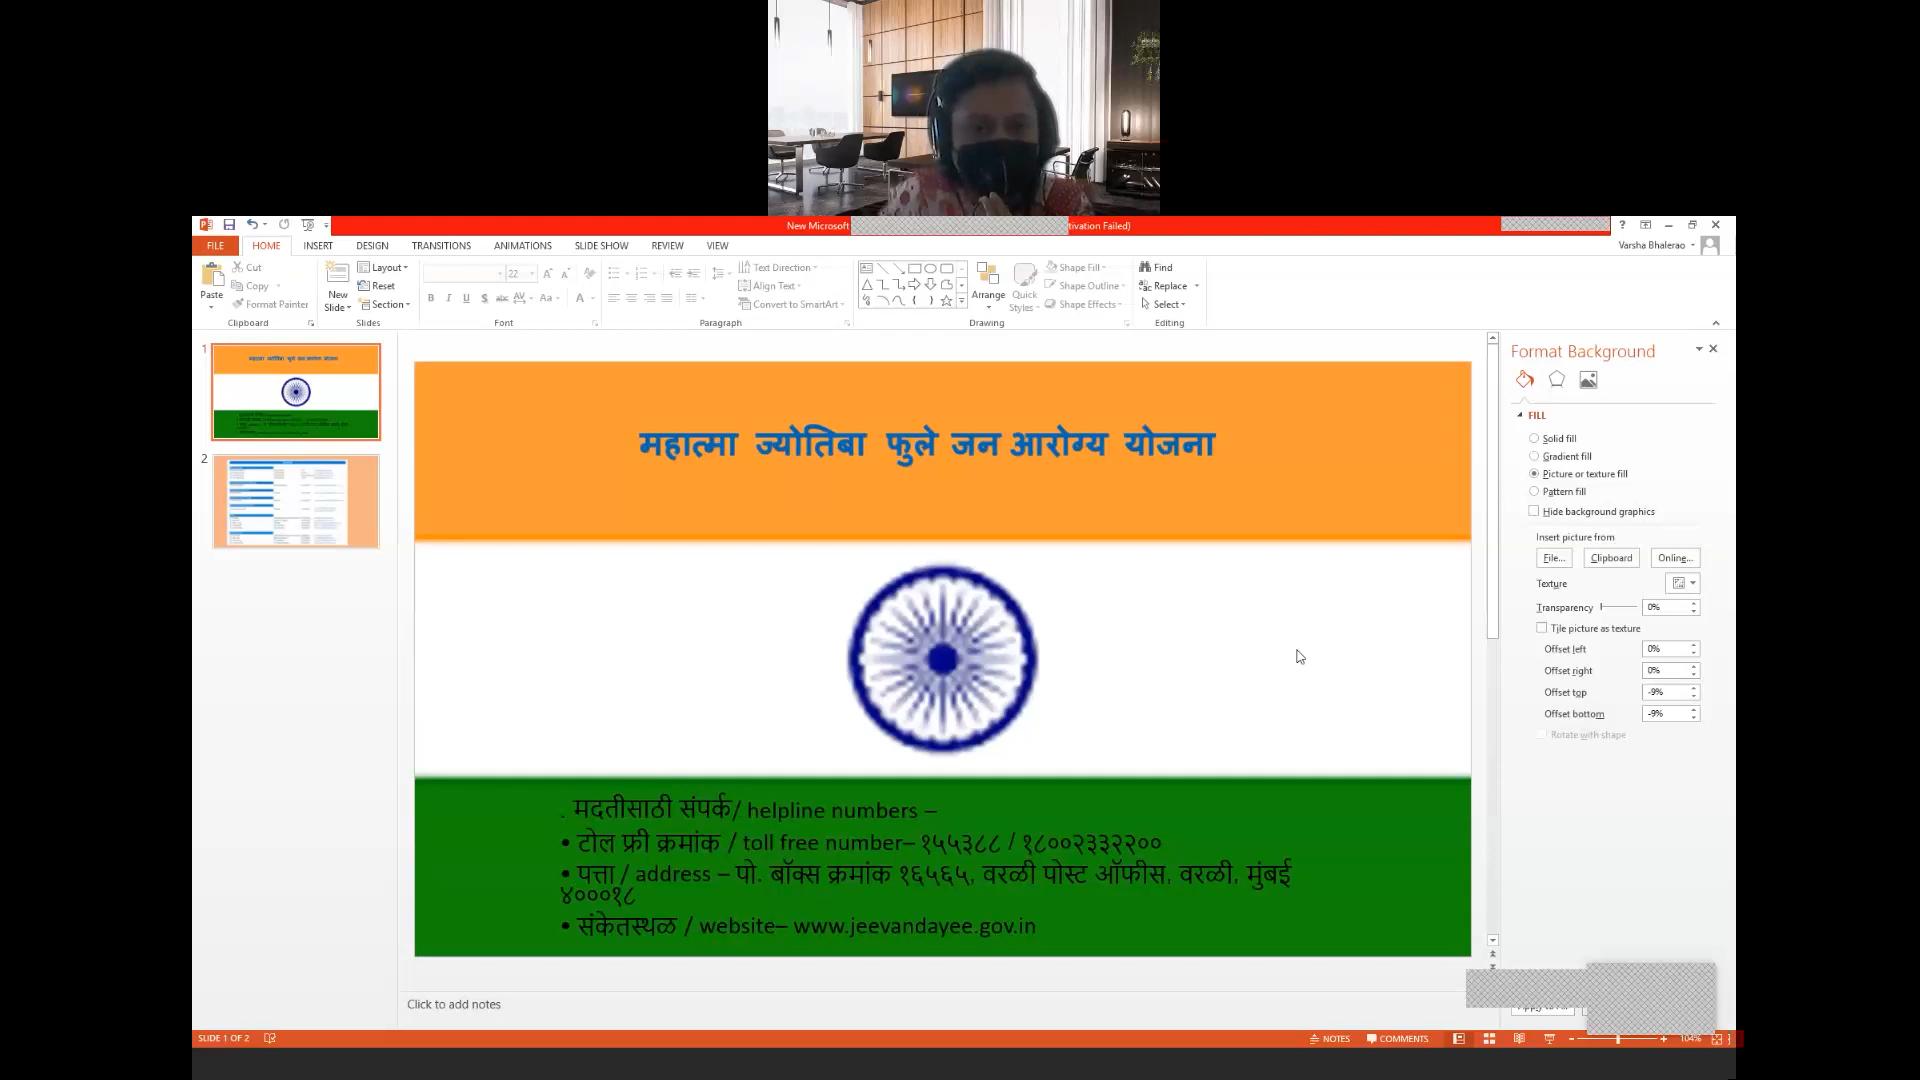 New Microsoft
tivation Failed)
FILE HOME INSERT DESIGN TRANSITIONS ANIMATIONS SLIDE SHOW REVIEW VIEW
Varsha Bhalerao
Paste
Cut
Copy
Format Painter
Clipboard
New Slide
Layout
Reset
Section
Slides
22
Font
Text Direction
Align Text
Convert to SmartArt
Paragraph
Arrange
Quick Styles
Shape Fill
Shape Outline
Shape Effects
Drawing
Find
Replace
Select
Editing
1
2
महात्मा ज्योतिबा फुले जन आरोग्य योजना
. मदतीसाठी संपर्क/ helpline numbers –
• टोल फ्री क्रमांक / toll free number– १५५३८८ / १८००२३३२२००
• पत्ता / address – पो. बॉक्स क्रमांक १६५६५, वरळी पोस्ट ऑफीस, वरळी, मुंबई
४०००१८
• संकेतस्थळ / website– www.jeevandayee.gov.in
Click to add notes
Format Background
FILL
Solid fill
Gradient fill
Picture or texture fill
Pattern fill
Hide background graphics
Insert picture from
File... Clipboard Online...
Texture
Transparency 0%
Tile picture as texture
Offset left 0%
Offset right 0%
Offset top -9%
Offset bottom -9%
Rotate with shape
SLIDE 1 OF 2
NOTES COMMENTS 104%